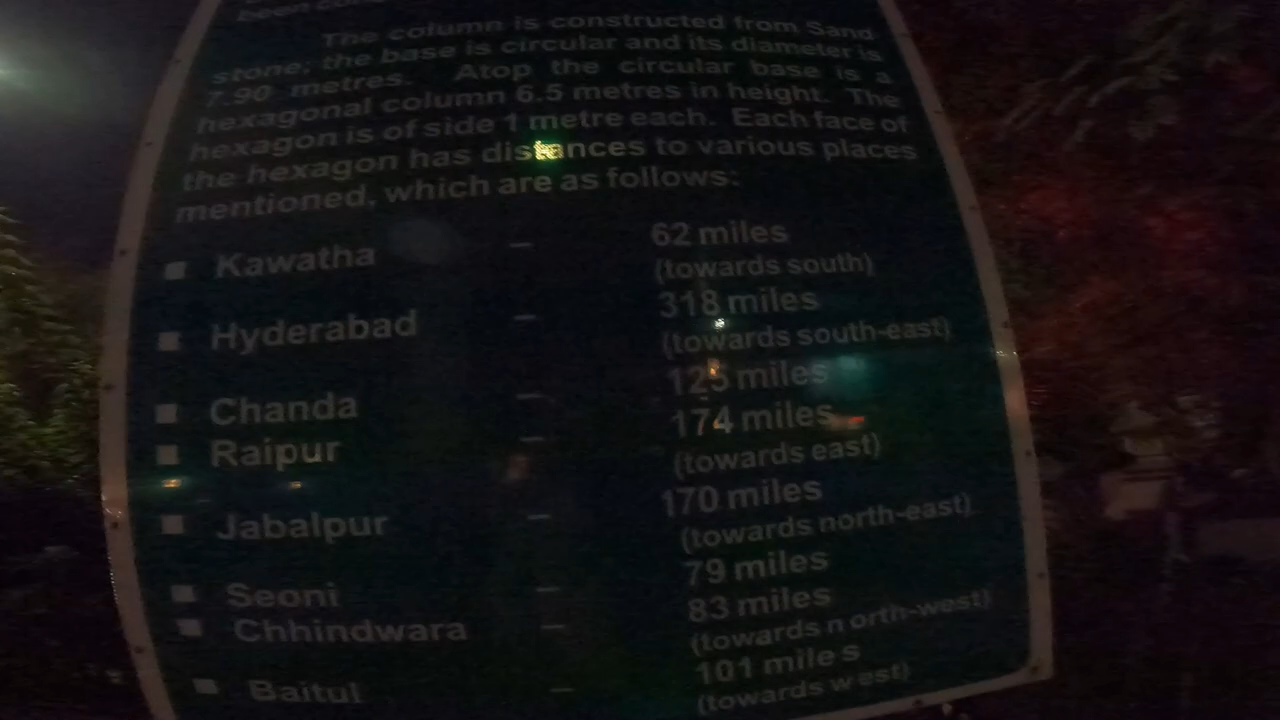 been
The column is constructed from Sand
stone; the base is circular and its diameter is
7.90 metres. Atop the circular base is a
hexagonal column 6.5 metres in height. The
hexagon is of side 1 metre each. Each face of
the hexagon has distances to various places
mentioned, which are as follows:
■ Kawatha – 62 miles
(towards south)
■ Hyderabad – 318 miles
(towards south-east)
■ Chanda – 125 miles
■ Raipur – 174 miles
(towards east)
■ Jabalpur – 170 miles
(towards north-east)
■ Seoni – 79 miles
■ Chhindwara – 83 miles
(towards n orth-west)
■ Baitul – 101 mile s
(towards w est)